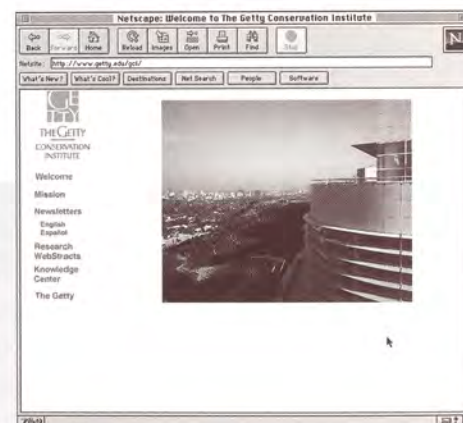 Netscape: Welcome to The Getty Conservation Institute
Back Forward Home Reload Images Open Print Find Stop
N
Netsite: http://www.getty.edu/gci/
What's New? What's Cool? Destinations Net Search People Software
GE
TTY
THE GETTY
CONSERVATION
INSTITUTE
Welcome
Mission
Newsletters
English
Español
Research
WebStracts
Knowledge
Center
The Getty